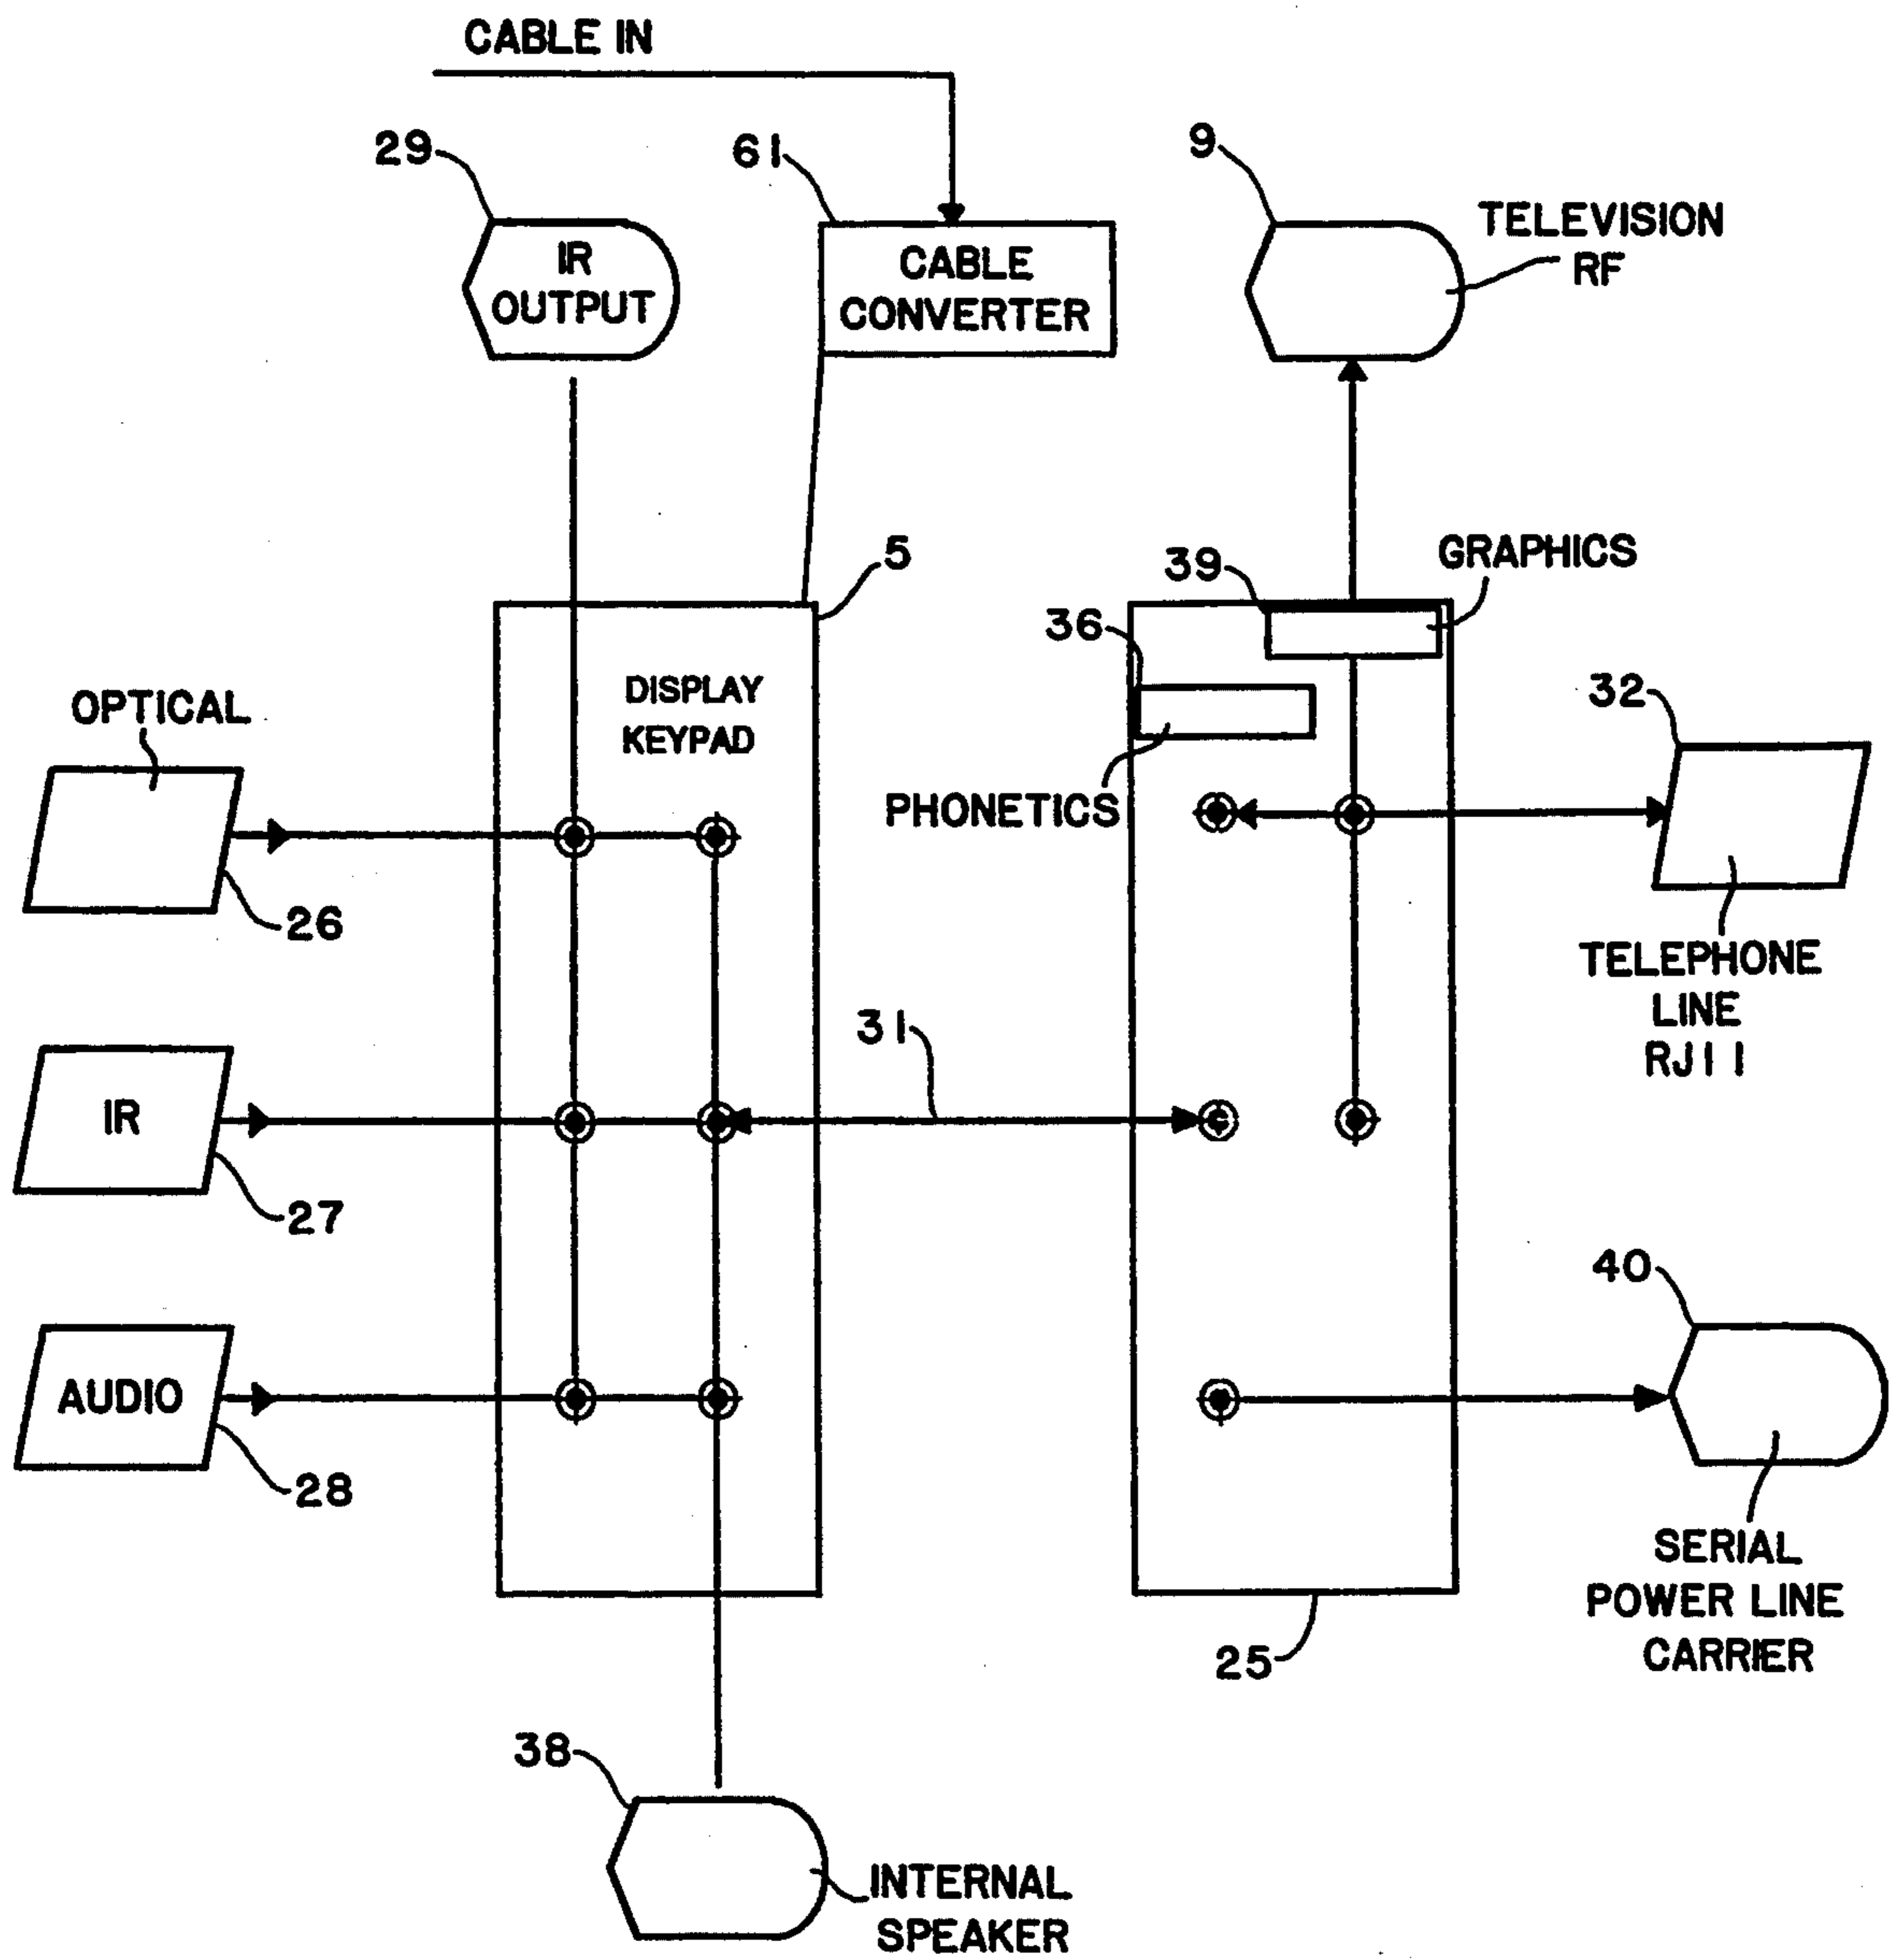 CABLE IN
29
61
9
IR
OUTPUT
CABLE
CONVERTER
TELEVISION
RF
5
39
GRAPHICS
36
DISPLAY
KEYPAD
OPTICAL
32
PHONETICS
26
TELEPHONE
LINE
RJ11
31
IR
27
40
AUDIO
28
SERIAL
POWER LINE
CARRIER
25
38
INTERNAL
SPEAKER